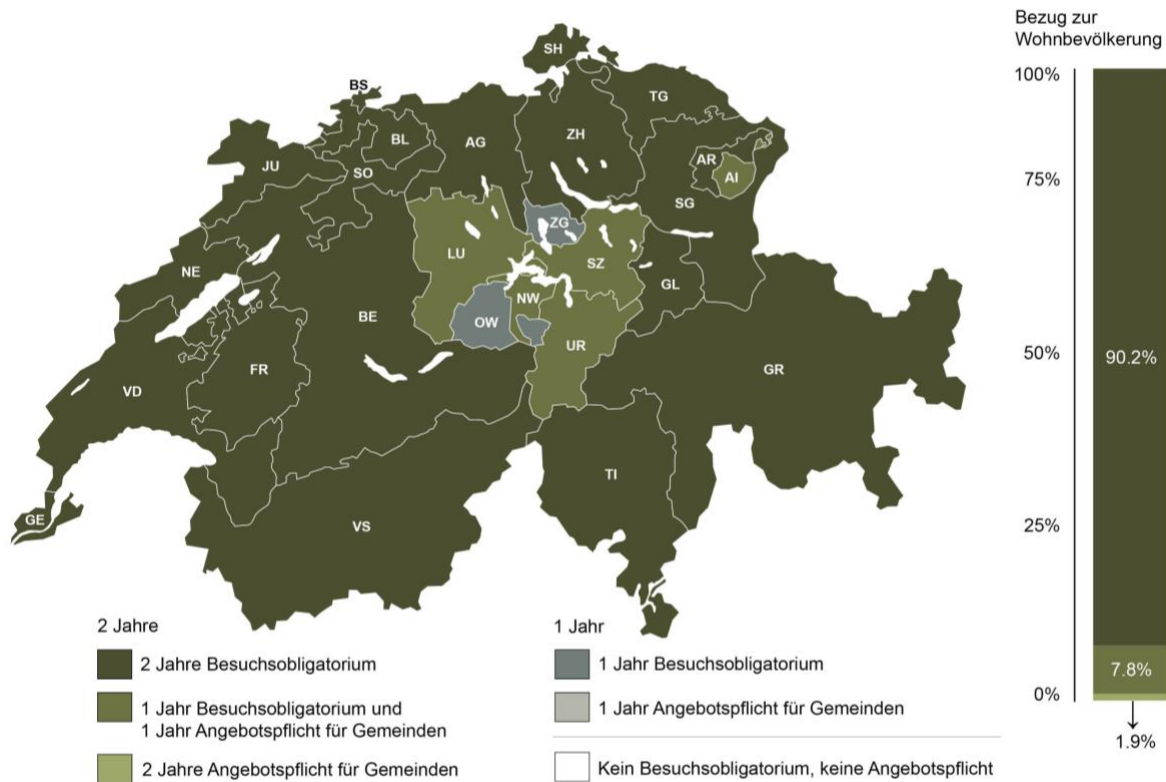 Bezug zur
Wohnbevölkerung
100%
75%
50%
25%
0%
90.2%
7.8%
1.9%
SH
BS
TG
BL
AG
ZH
JU
SO
AR
AI
SG
ZG
LU
SZ
NE
GL
NW
BE
OW
UR
FR
GR
VD
TI
GE
VS
2 Jahre
2 Jahre Besuchsobligatorium
1 Jahr Besuchsobligatorium und
1 Jahr Angebotspflicht für Gemeinden
2 Jahre Angebotspflicht für Gemeinden
1 Jahr
1 Jahr Besuchsobligatorium
1 Jahr Angebotspflicht für Gemeinden
Kein Besuchsobligatorium, keine Angebotspflicht